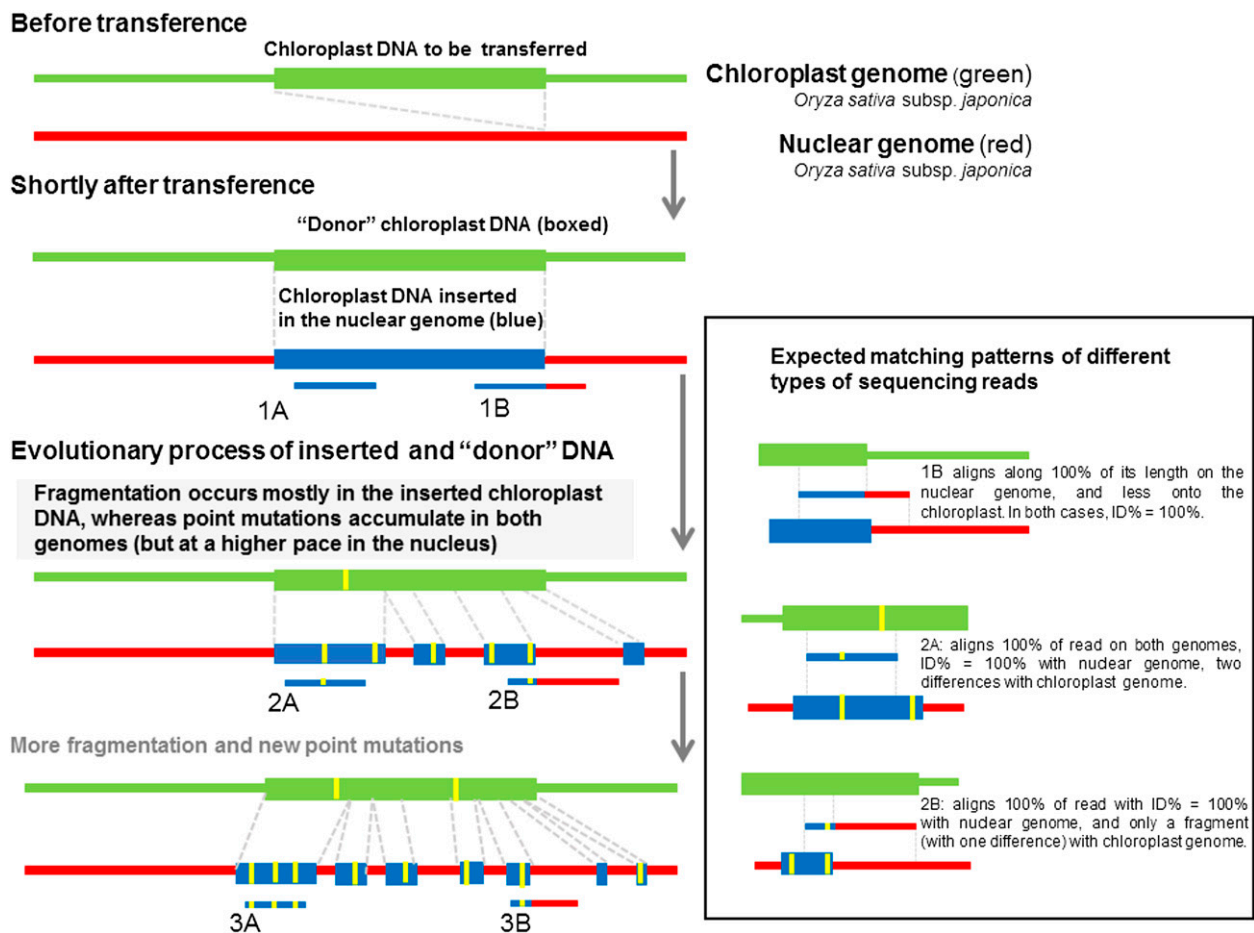 Before transference
Chloroplast DNA to be transferred
Chloroplast genome (green)
Oryza sativa subsp. japonica
Nuclear genome (red)
Oryza sativa subsp. japonica
Shortly after transference
“Donor” chloroplast DNA (boxed)
Chloroplast DNA inserted
in the nuclear genome (blue)
1A
1B
Evolutionary process of inserted and “donor” DNA
Fragmentation occurs mostly in the inserted chloroplast
DNA, whereas point mutations accumulate in both
genomes (but at a higher pace in the nucleus)
2A
2B
More fragmentation and new point mutations
3A
3B
Expected matching patterns of different
types of sequencing reads
1B aligns along 100% of its length on the
nuclear genome, and less onto the
chloroplast. In both cases, ID% = 100%.
2A: aligns 100% of read on both genomes,
ID% = 100% with nuclear genome, two
differences with chloroplast genome.
2B: aligns 100% of read with ID% = 100%
with nuclear genome, and only a fragment
(with one difference) with chloroplast genome.